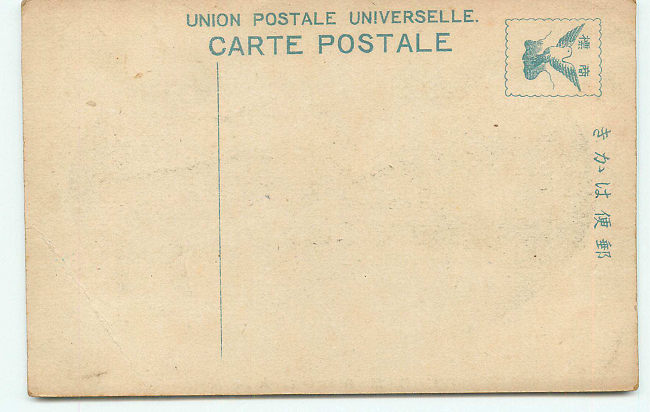 UNION POSTALE UNIVERSELLE.
CARTE POSTALE
商標
郵便はかき